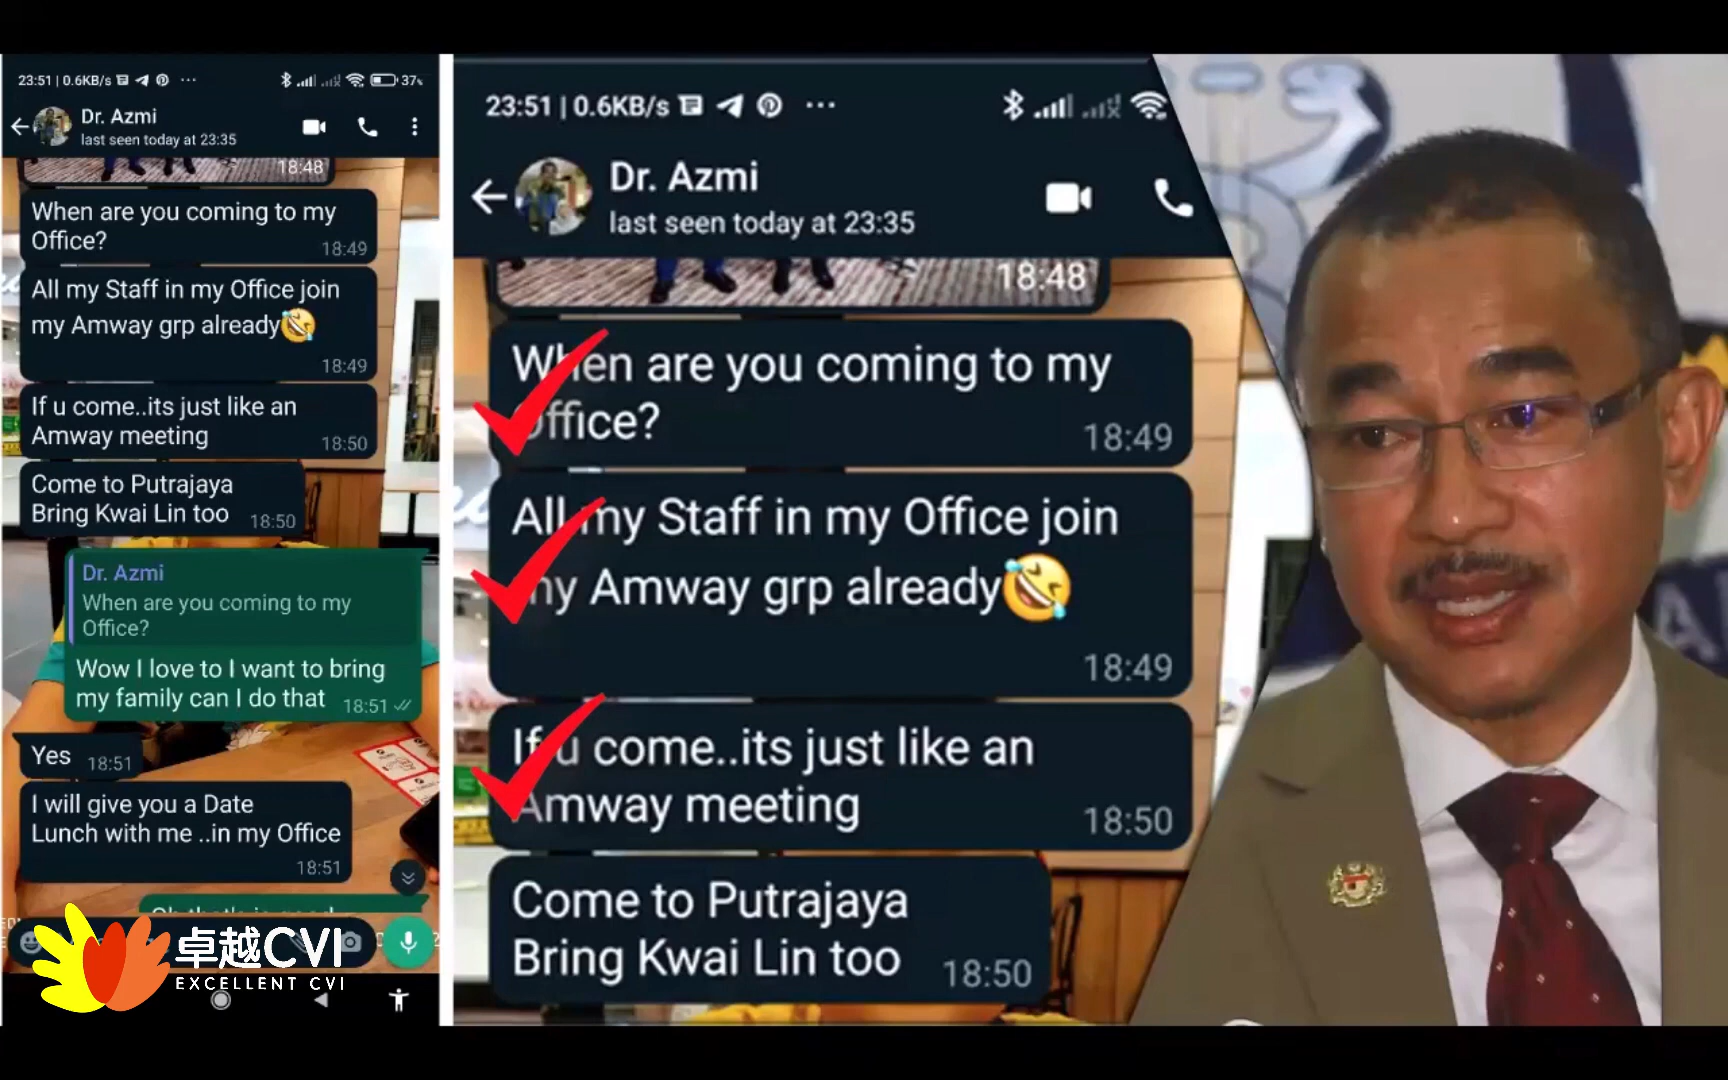 23:51 | 0.6KB/s ...
37%
Dr. Azmi
last seen today at 23:35
18:48
When are you coming to my
Office?
18:49
All my Staff in my Office join
my Amway grp already🤣
18:49
If u come..its just like an
Amway meeting
18:50
Come to Putrajaya
Bring Kwai Lin too
18:50
Dr. Azmi
When are you coming to my
Office?
Wow I love to I want to bring
my family can I do that
18:51
Yes
18:51
I will give you a Date
Lunch with me ..in my Office
18:51
卓越CVI
EXCELLENT CVI
23:51 | 0.6KB/s ...
Dr. Azmi
last seen today at 23:35
18:48
When are you coming to my
Office?
18:49
All my Staff in my Office join
my Amway grp already🤣
18:49
If u come..its just like an
Amway meeting
18:50
Come to Putrajaya
Bring Kwai Lin too
18:50